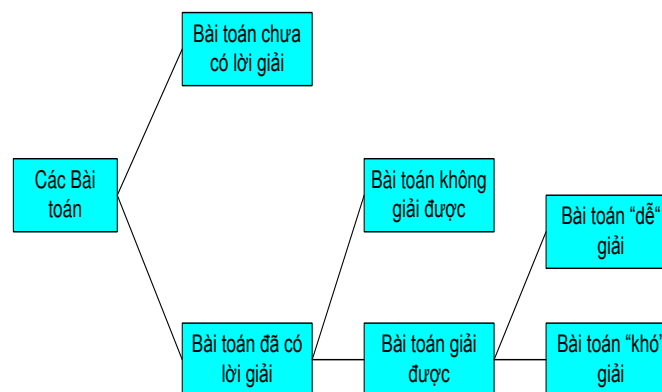 Bài toán chưa
có lời giải
Các Bài
toán
Bài toán không
giải được
Bài toán “dễ“
giải
Bài toán đã có
lời giải
Bài toán giải
được
Bài toán “khó”
giải